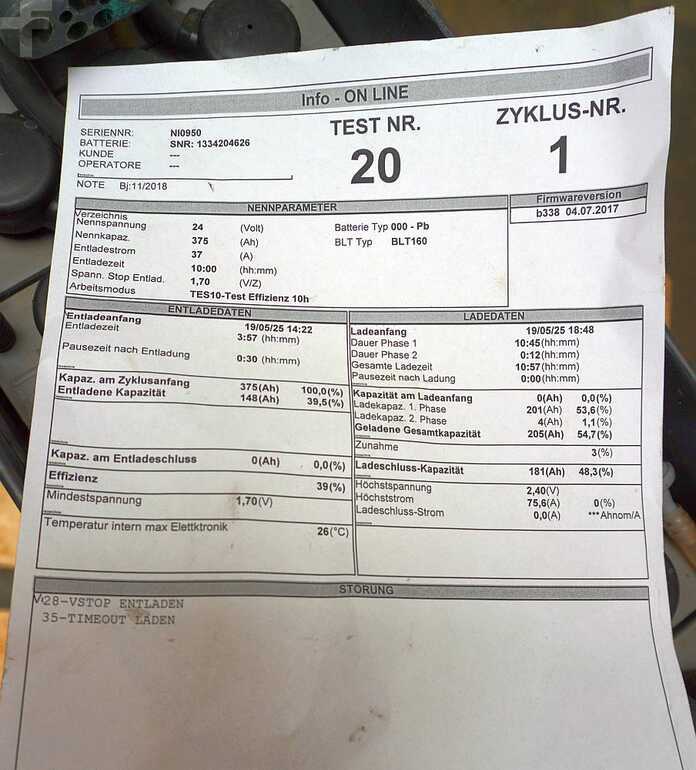 Info - ON LINE
SERIENNR: NI0950
BATTERIE: SNR: 1334204626
KUNDE ---
OPERATORE ---
NOTE Bj:11/2018
TEST NR.
20
ZYKLUS-NR.
1
Firmwareversion
b338 04.07.2017
NENNPARAMETER
Verzeichnis
Nennspannung 24 (Volt) Batterie Typ 000 - Pb
Nennkapaz. 375 (Ah) BLT Typ BLT160
Entladestrom 37 (A)
Entladezeit 10:00 (hh:mm)
Spann. Stop Entlad. 1,70 (V/Z)
Arbeitsmodus TES10-Test Effizienz 10h
ENTLADEDATEN
Entladeanfang 19/05/25 14:22
Entladezeit 3:57 (hh:mm)
Pausezeit nach Entladung 0:30 (hh:mm)
Kapaz. am Zyklusanfang 375(Ah) 100,0(%)
Entladene Kapazität 148(Ah) 39,5(%)
Kapaz. am Entladeschluss 0(Ah) 0,0(%)
Effizienz 39(%)
Mindestspannung 1,70(V)
Temperatur intern max Elettktronik 26(°C)
LADEDATEN
Ladeanfang 19/05/25 18:48
Dauer Phase 1 10:45(hh:mm)
Dauer Phase 2 0:12(hh:mm)
Gesamte Ladezeit 10:57(hh:mm)
Pausezeit nach Ladung 0:00(hh:mm)
Kapazität am Ladeanfang 0(Ah) 0,0(%)
Ladekapaz. 1. Phase 201(Ah) 53,6(%)
Ladekapaz. 2. Phase 4(Ah) 1,1(%)
Geladene Gesamtkapazität 205(Ah) 54,7(%)
Zunahme 3(%)
Ladeschluss-Kapazität 181(Ah) 48,3(%)
Höchstspannung 2,40(V)
Höchststrom 75,6(A) 0(%)
Ladeschluss-Strom 0,0(A) ***Ahnom/A
STORUNG
28-VSTOP ENTLADEN
35-TIMEOUT LADEN